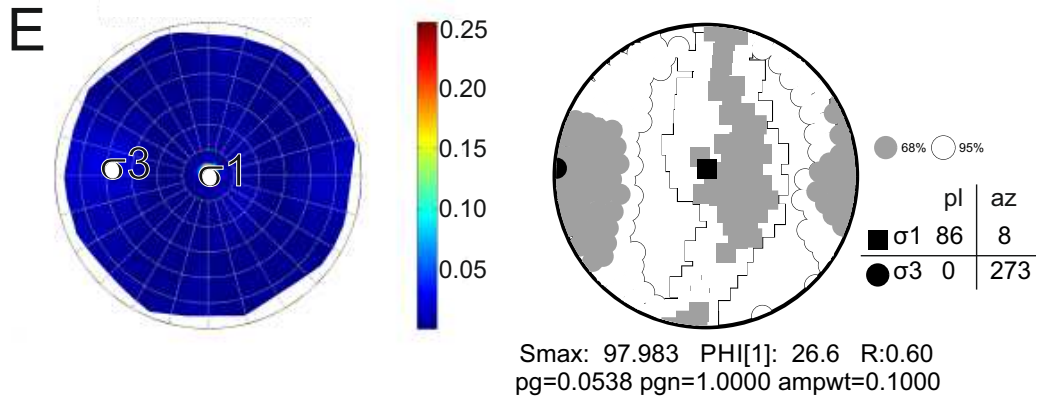 E
σ3
σ1
0.25
0.20
0.15
0.10
0.05
68% 95%
pl az
σ1 86 8
σ3 0 273
Smax: 97.983 PHI[1]: 26.6 R:0.60
pg=0.0538 pgn=1.0000 ampwt=0.1000